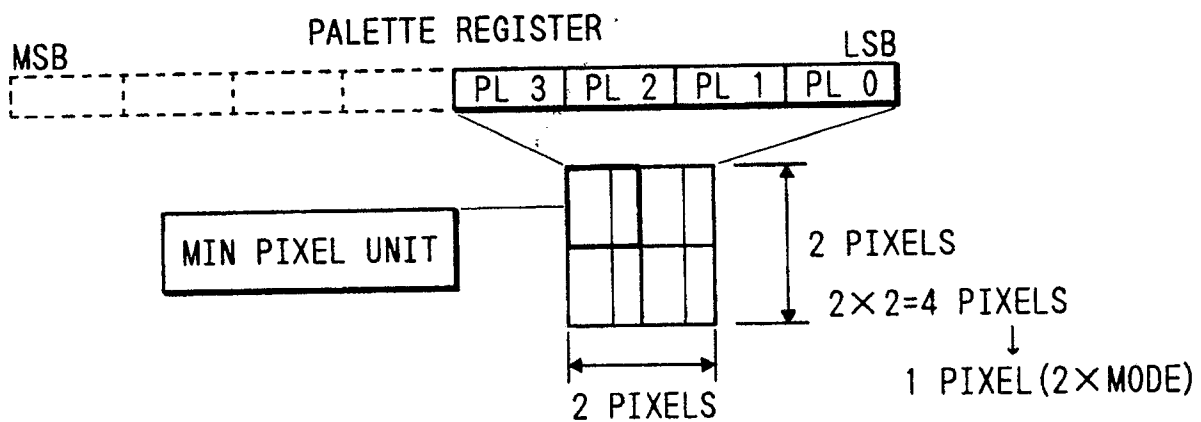 PALETTE REGISTER
MSB
LSB
PL 3 PL 2 PL 1 PL 0
MIN PIXEL UNIT
2 PIXELS
2×2=4 PIXELS
↓
1 PIXEL(2×MODE)
2 PIXELS